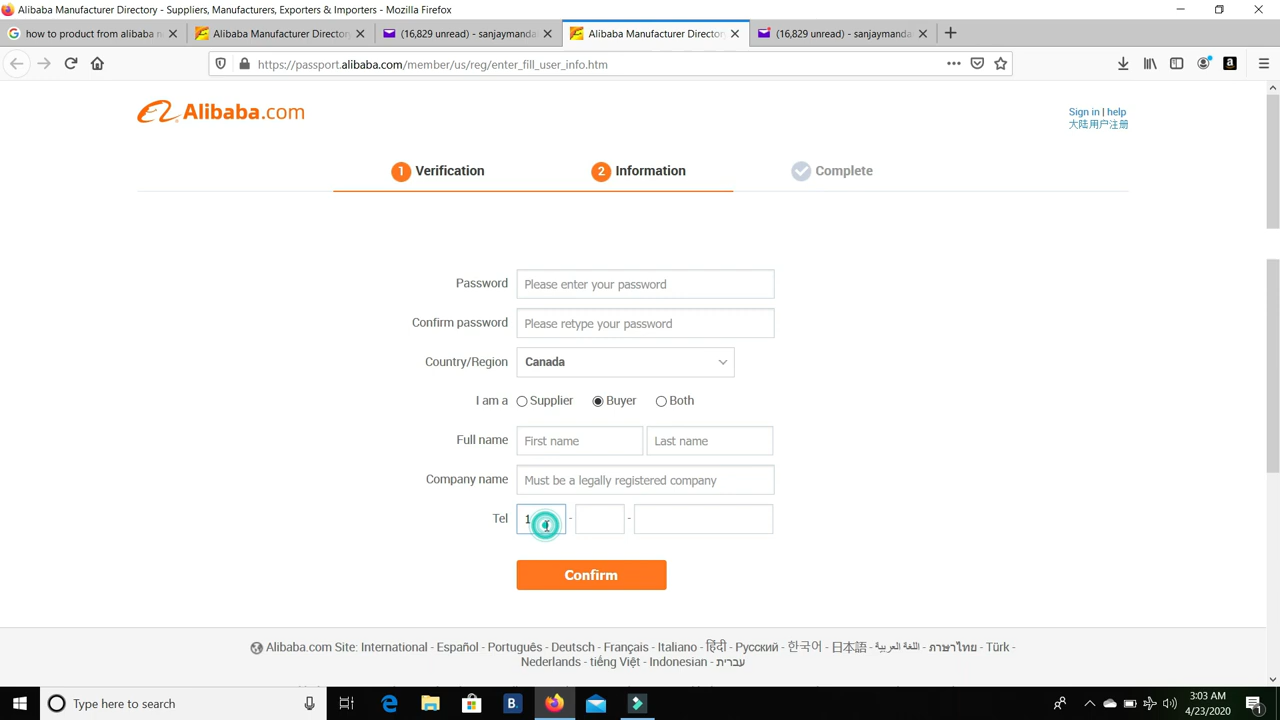 Alibaba Manufacturer Directory - Suppliers, Manufacturers, Exporters & Importers - Mozilla Firefox
how to product from alibaba n
Alibaba Manufacturer Directory
(16,829 unread) - sanjaymanda
Alibaba Manufacturer Directory
(16,829 unread) - sanjaymanda
https://passport.alibaba.com/member/us/reg/enter_fill_user_info.htm
Alibaba.com
Sign in | help
大陆用户注册
1 Verification
2 Information
Complete
Password Please enter your password
Confirm password Please retype your password
Country/Region Canada
I am a Supplier Buyer Both
Full name First name Last name
Company name Must be a legally registered company
Tel 1 - -
Confirm
Alibaba.com Site: International - Español - Português - Deutsch - Français - Italiano - हिंदी - Pусский - 한국어 - 日本語 - اللغة العربية - ภาษาไทย - Türk -
Nederlands - tiếng Việt - Indonesian - עברית
Type here to search
3:03 AM
4/23/2020